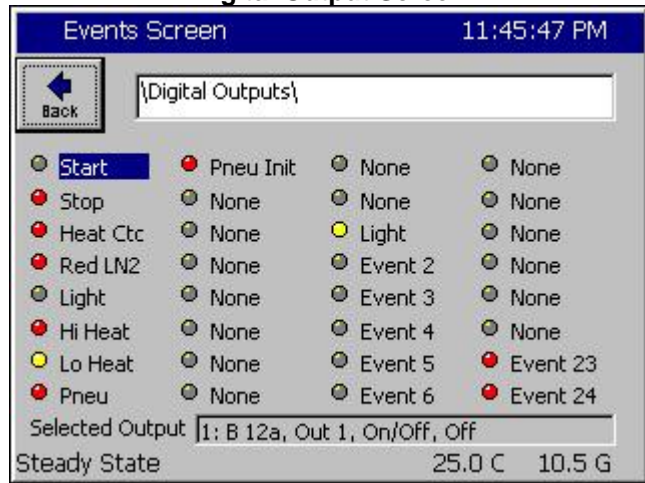 Events Screen 11:45:47 PM
Back \Digital Outputs\
Start Pneu Init None None
Stop None None None
Heat Ctc None Light None
Red LN2 None Event 2 None
Light None Event 3 None
Hi Heat None Event 4 None
Lo Heat None Event 5 Event 23
Pneu None Event 6 Event 24
Selected Output 1: B 12a, Out 1, On/Off, Off
Steady State 25.0 C 10.5 G